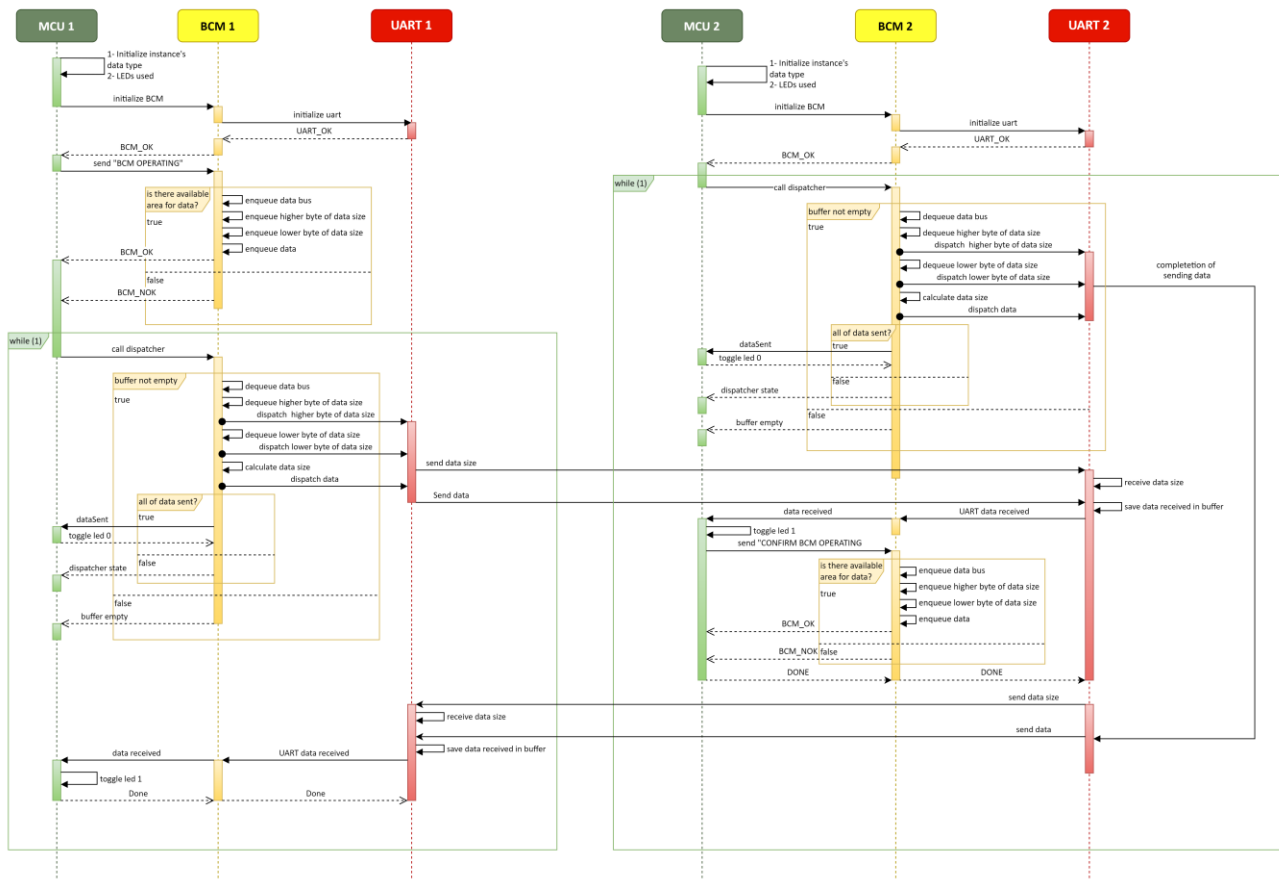 MCU 1
BCM 1
UART 1
1- Initialize instance's
data type
2- LEDs used
initialize BCM
initialize uart
UART_OK
BCM_OK
send "BCM OPERATING"
is there available
area for data?
true
enqueue data bus
enqueue higher byte of data size
enqueue lower byte of data size
enqueue data
BCM_OK
false
BCM_NOK
while (1)
call dispatcher
buffer not empty
true
dequeue data bus
dequeue higher byte of data size
dispatch higher byte of data size
dequeue lower byte of data size
dispatch lower byte of data size
calculate data size
dispatch data
all of data sent?
true
dataSent
toggle led 0
false
dispatcher state
false
buffer empty
send data size
Send data
receive data size
save data received in buffer
data received
UART data received
toggle led 1
Done
Done
MCU 2
BCM 2
UART 2
1- Initialize instance's
data type
2- LEDs used
initialize BCM
initialize uart
UART_OK
BCM_OK
while (1)
call dispatcher
buffer not empty
true
dequeue data bus
dequeue higher byte of data size
dispatch higher byte of data size
dequeue lower byte of data size
dispatch lower byte of data size
calculate data size
dispatch data
completetion of
sending data
all of data sent?
true
dataSent
toggle led 0
false
dispatcher state
false
buffer empty
receive data size
save data received in buffer
data received
UART data received
toggle led 1
send "CONFIRM BCM OPERATING
is there available
area for data?
true
enqueue data bus
enqueue higher byte of data size
enqueue lower byte of data size
enqueue data
BCM_OK
BCM_NOK
false
DONE
DONE
send data size
send data